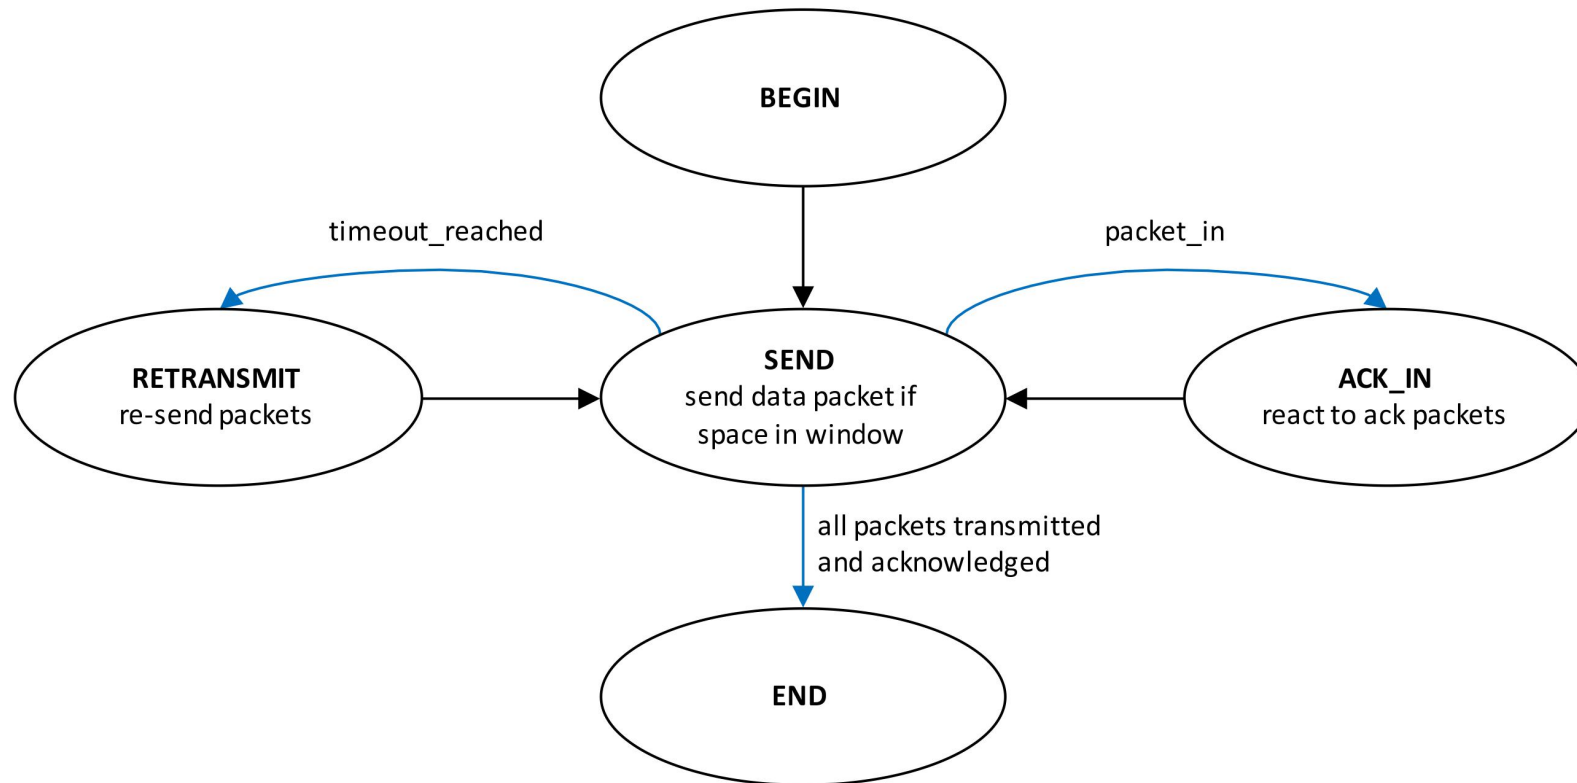 BEGIN
timeout_reached
packet_in
RETRANSMIT
re-send packets
SEND
send data packet if
space in window
ACK_IN
react to ack packets
all packets transmitted
and acknowledged
END